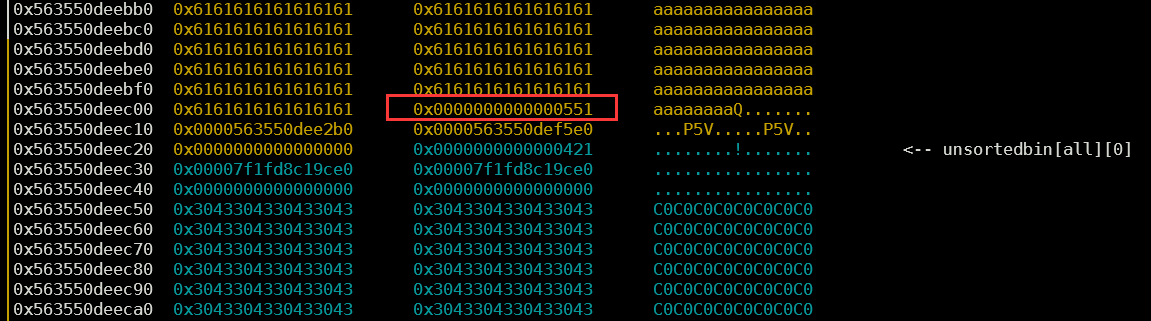 0x563550deebb0 0x6161616161616161 0x6161616161616161 aaaaaaaaaaaaaaaa
0x563550deebc0 0x6161616161616161 0x6161616161616161 aaaaaaaaaaaaaaaa
0x563550deebd0 0x6161616161616161 0x6161616161616161 aaaaaaaaaaaaaaaa
0x563550deebe0 0x6161616161616161 0x6161616161616161 aaaaaaaaaaaaaaaa
0x563550deebf0 0x6161616161616161 0x6161616161616161 aaaaaaaaaaaaaaaa
0x563550deec00 0x6161616161616161 0x0000000000000551 aaaaaaaaQ.......
0x563550deec10 0x0000563550dee2b0 0x0000563550def5e0 ...P5V.....P5V..
0x563550deec20 0x0000000000000000 0x0000000000000421 ........!....... <-- unsortedbin[all][0]
0x563550deec30 0x00007f1fd8c19ce0 0x00007f1fd8c19ce0 ................
0x563550deec40 0x0000000000000000 0x0000000000000000 ................
0x563550deec50 0x3043304330433043 0x3043304330433043 C0C0C0C0C0C0C0C0
0x563550deec60 0x3043304330433043 0x3043304330433043 C0C0C0C0C0C0C0C0
0x563550deec70 0x3043304330433043 0x3043304330433043 C0C0C0C0C0C0C0C0
0x563550deec80 0x3043304330433043 0x3043304330433043 C0C0C0C0C0C0C0C0
0x563550deec90 0x3043304330433043 0x3043304330433043 C0C0C0C0C0C0C0C0
0x563550deeca0 0x3043304330433043 0x3043304330433043 C0C0C0C0C0C0C0C0